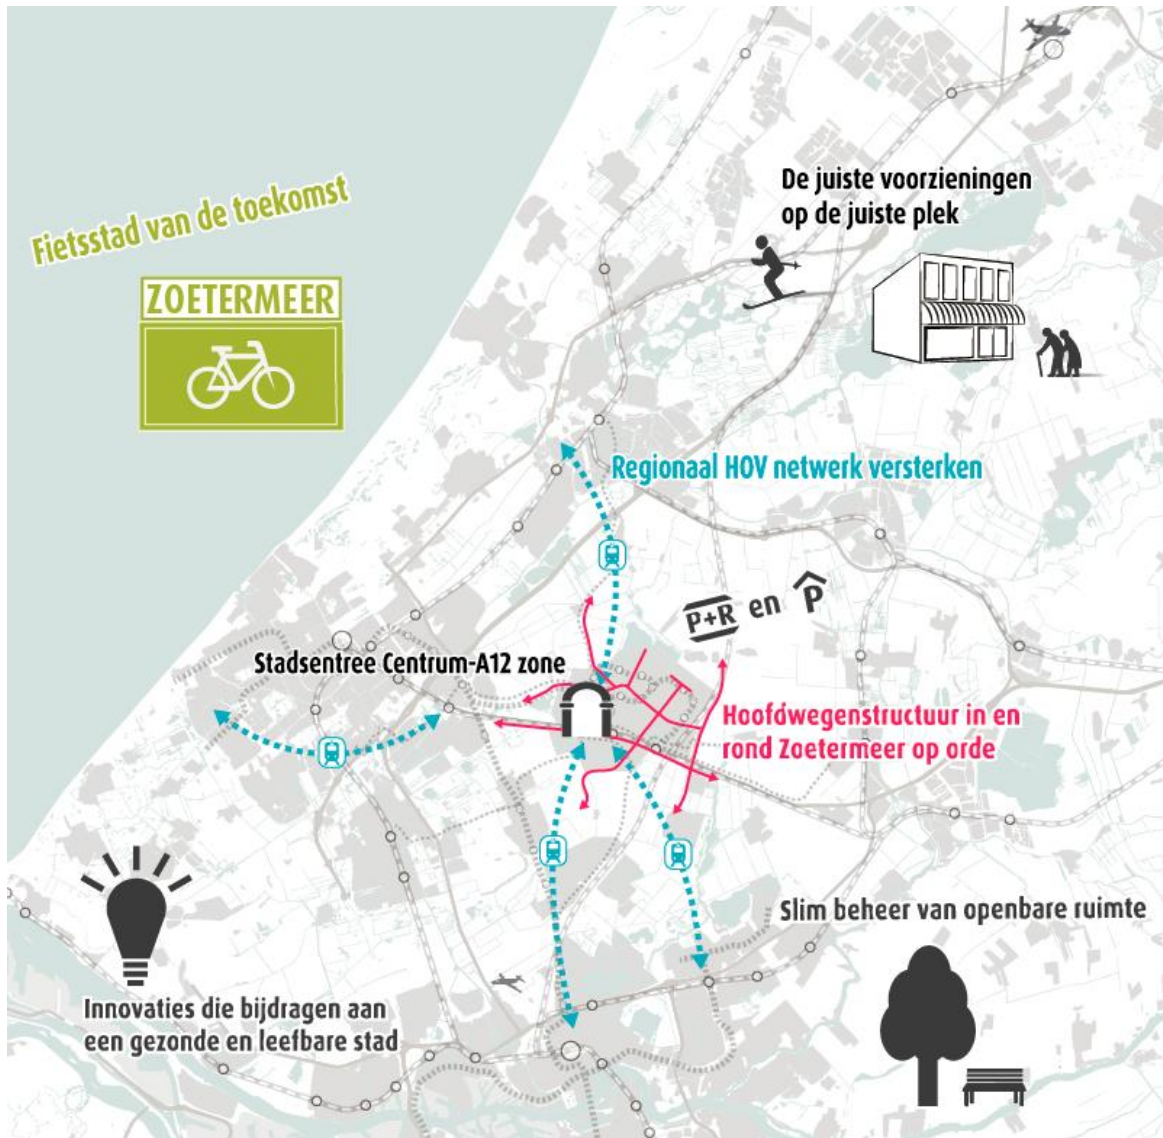 De juiste voorzieningen
op de juiste plek
Fietsstad van de toekomst
ZOETERMEER
Regionaal HOV netwerk versterken
P+R en P
Stadsentree Centrum-A12 zone
Hoofdwegenstructuur in en
rond Zoetermeer op orde
Slim beheer van openbare ruimte
Innovaties die bijdragen aan
een gezonde en leefbare stad